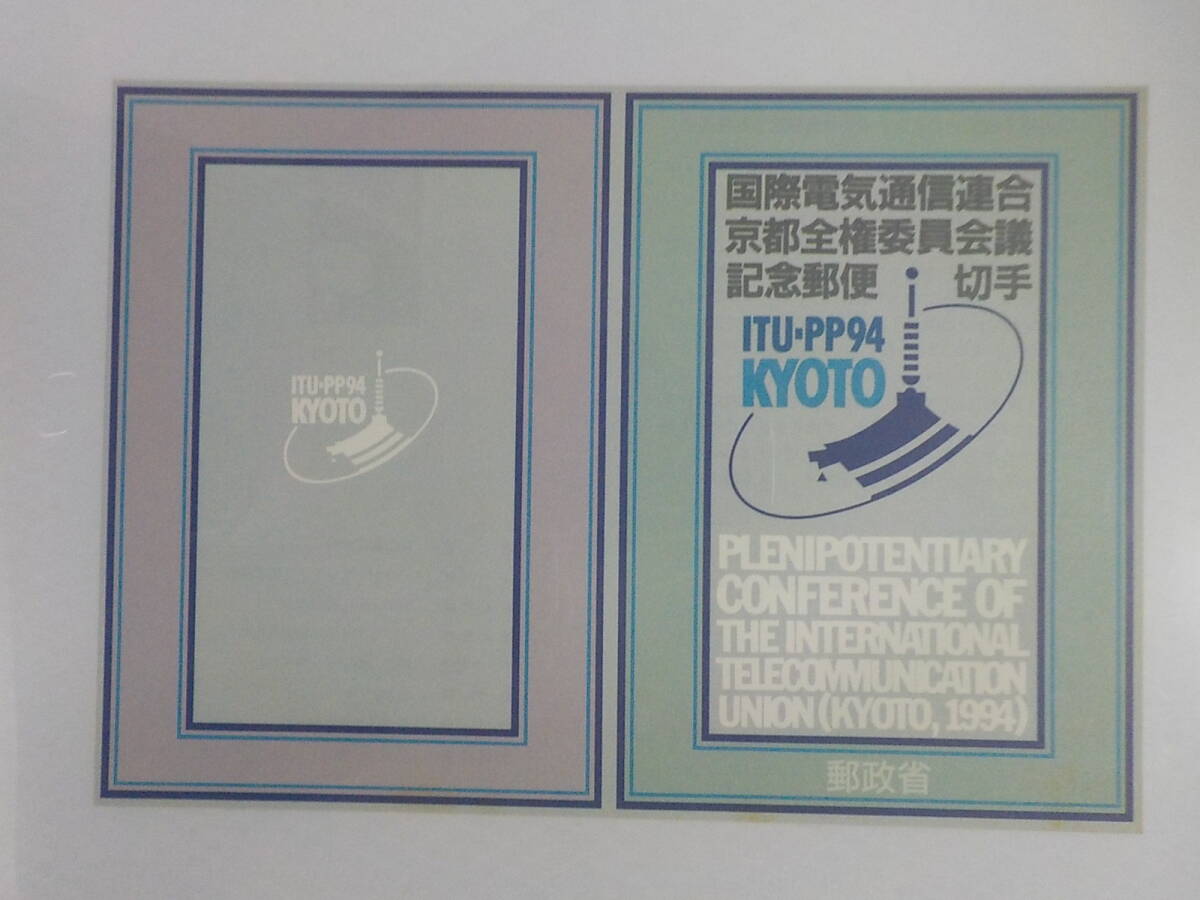 ITU·PP94
KYOTO
国際電気通信連合
京都全権委員会議
記念郵便 切手
ITU·PP94
KYOTO
PLENIPOTENTIARY
CONFERENCE OF
THE INTERNATIONAL
TELECOMMUNICATION
UNION (KYOTO, 1994)
郵政省